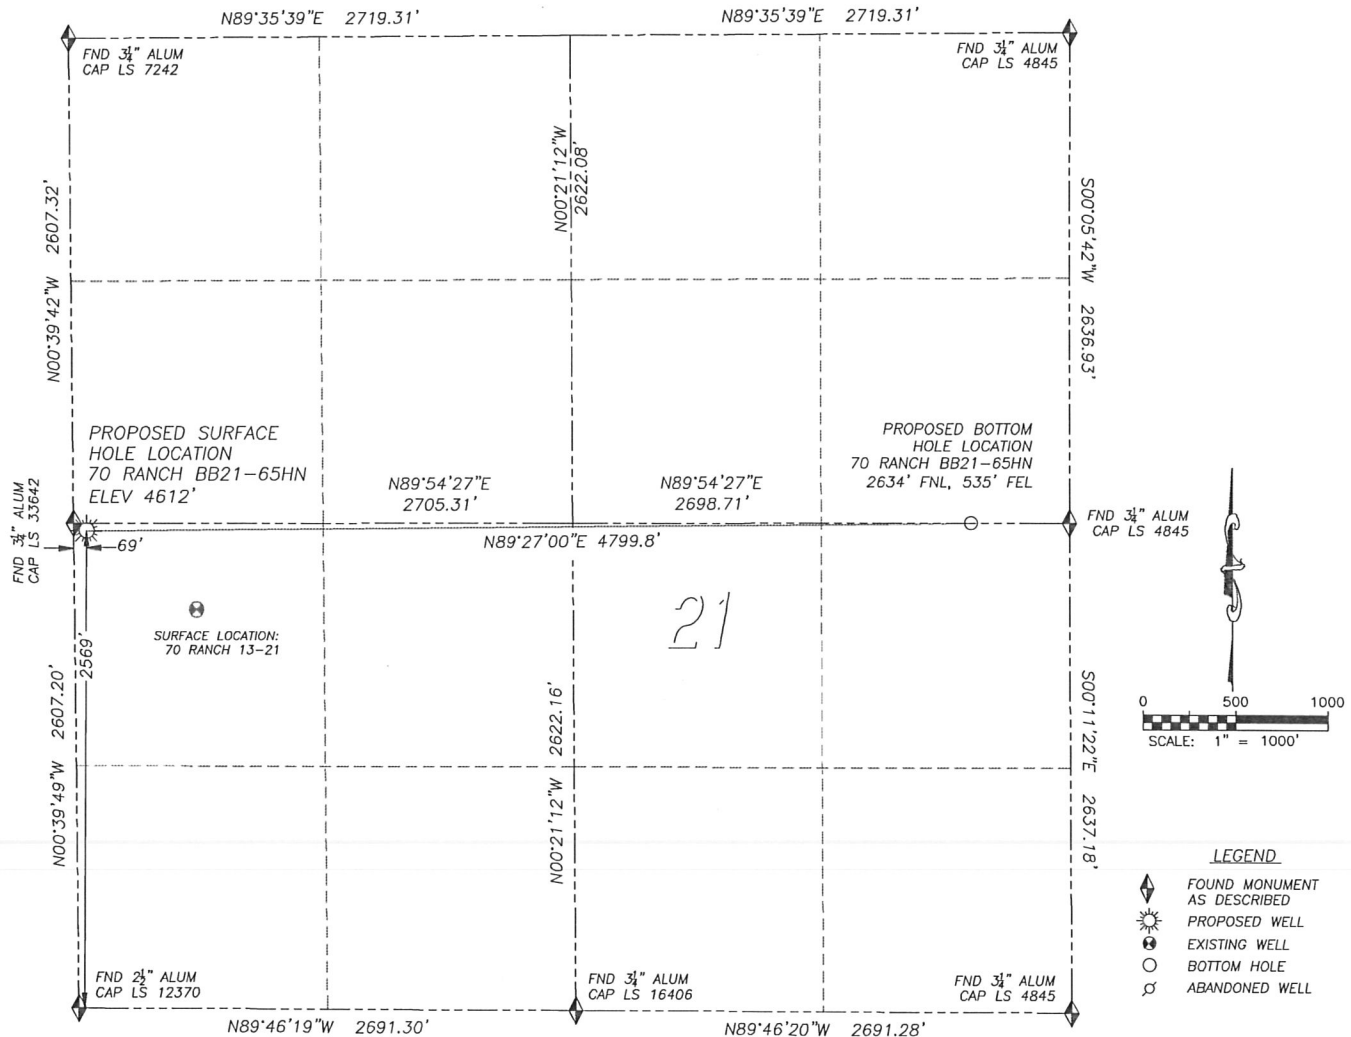 N89°35'39"E 2719.31'
N89°35'39"E 2719.31'
FND 3¼" ALUM
CAP LS 7242
FND 3¼" ALUM
CAP LS 4845
N00°21'12"W
2622.08'
N00°39'42"W 2607.32'
S00°05'42"W 2636.93'
PROPOSED SURFACE
HOLE LOCATION
70 RANCH BB21-65HN
ELEV 4612'
PROPOSED BOTTOM
HOLE LOCATION
70 RANCH BB21-65HN
2634' FNL, 535' FEL
N89°54'27"E
2705.31'
N89°54'27"E
2698.71'
FND 3¼" ALUM
CAP LS 33642
FND 3¼" ALUM
CAP LS 4845
69'
N89°27'00"E 4799.8'
21
SURFACE LOCATION:
70 RANCH 13-21
2569'
N00°39'49"W 2607.20'
N00°21'12"W 2622.16'
S00°11'22"E 2637.18'
0 500 1000
SCALE: 1" = 1000'
LEGEND
FOUND MONUMENT
AS DESCRIBED
PROPOSED WELL
EXISTING WELL
BOTTOM HOLE
ABANDONED WELL
FND 2½" ALUM
CAP LS 12370
FND 3¼" ALUM
CAP LS 16406
FND 3¼" ALUM
CAP LS 4845
N89°46'19"W 2691.30'
N89°46'20"W 2691.28'